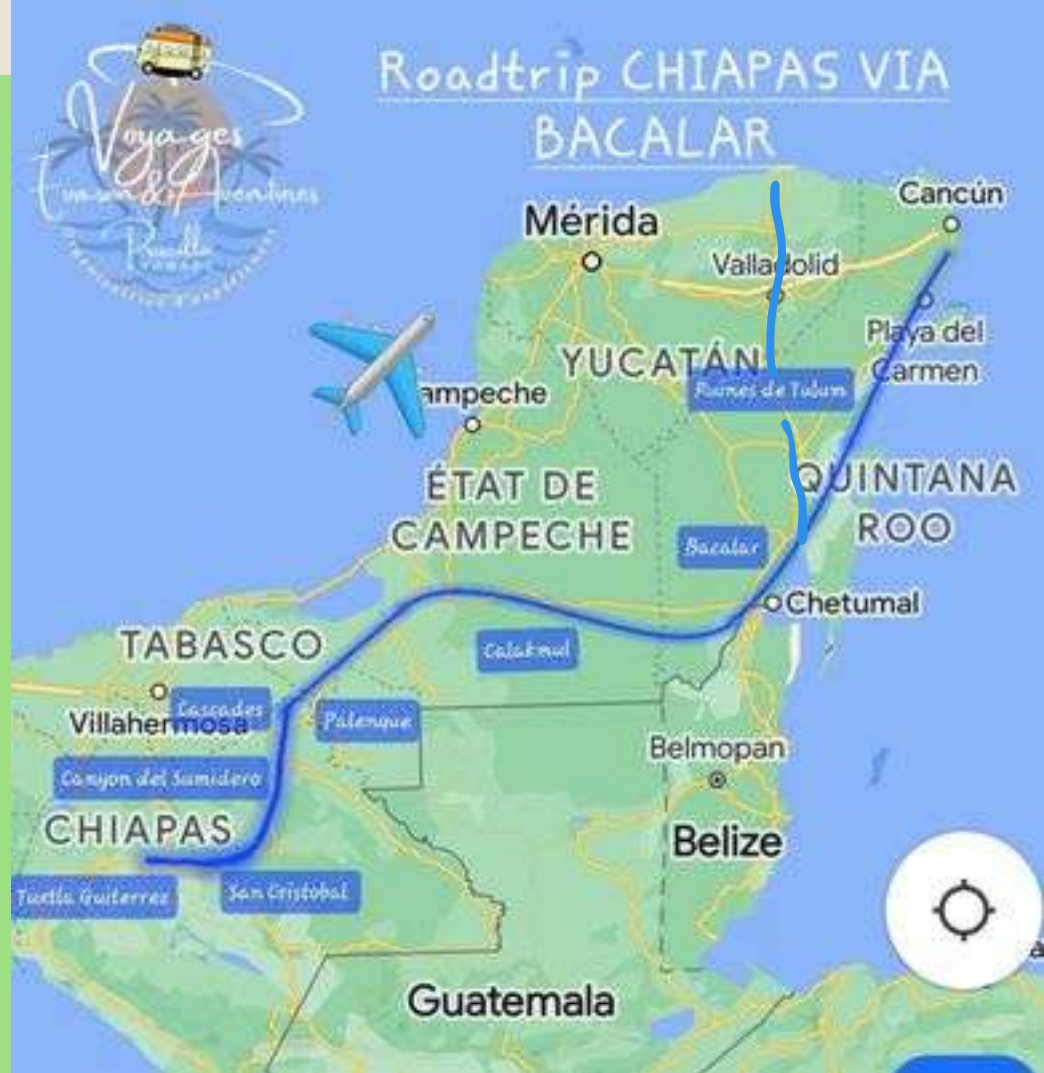 Roadtrip CHIAPAS VIA
BACALAR
Voyages
Cancún
Mérida
Valladolid
Playa del
Carmen
YUCATÁN
Ruines de Tulum
ampeche
ÉTAT DE
CAMPECHE
QUINTANA
ROO
Bacalar
Chetumal
TABASCO
Calakmul
Cascades
Villahermosa
Palenque
Belmopan
Canyon del Sumidero
CHIAPAS
Belize
Tuxtla Guiterrez
San Cristobal
Guatemala